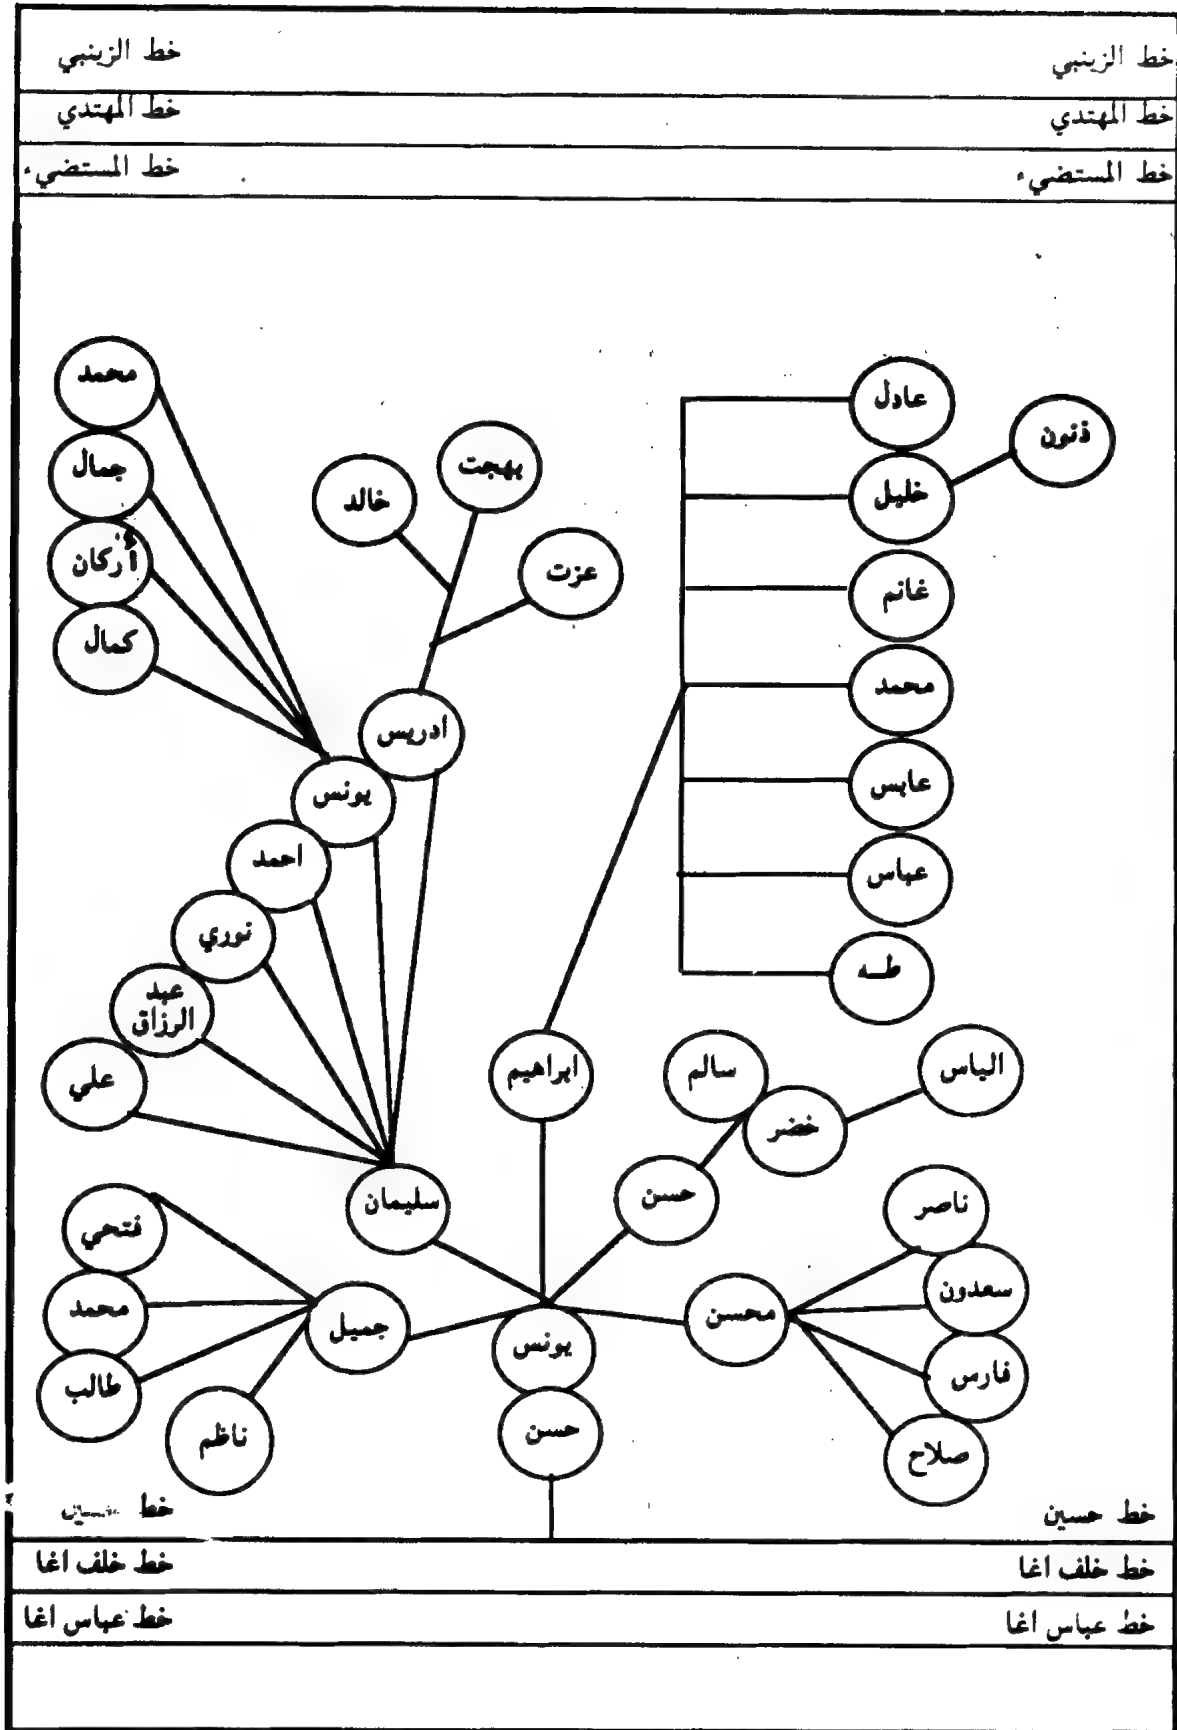 خط الزينبي
خط الزينبي
خط المهتدي
خط المهتدي
خط المستضيء
خط المستضيء
عادل
محمد
ذنون
بهجت
جمال
خليل
خالد
أركان
عزت
غانم
كمال
محمد
ادريس
عابس
يونس
احمد
عباس
نوري
طه
عبد
الرزاق
الياس
سالم
ابراهيم
علي
خضر
حسن
سليمان
ناصر
فتحي
سعدون
محمد
محسن
جميل
يونس
فارس
طالب
حسن
ناظم
صلاح
خط حسين
خط
خط خلف اغا
خط خلف اغا
خط عباس اغا
خط عباس اغا